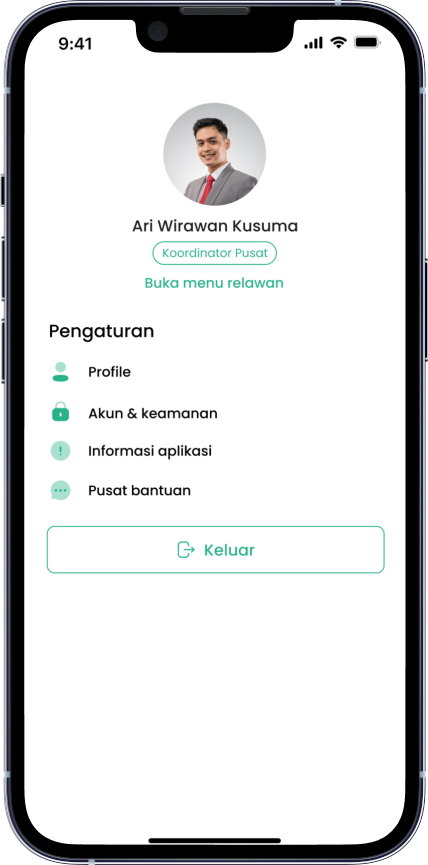 9:41
Ari Wirawan Kusuma
Koordinator Pusat
Buka menu relawan
Pengaturan
Profile
Akun & keamanan
Informasi aplikasi
Pusat bantuan
Keluar